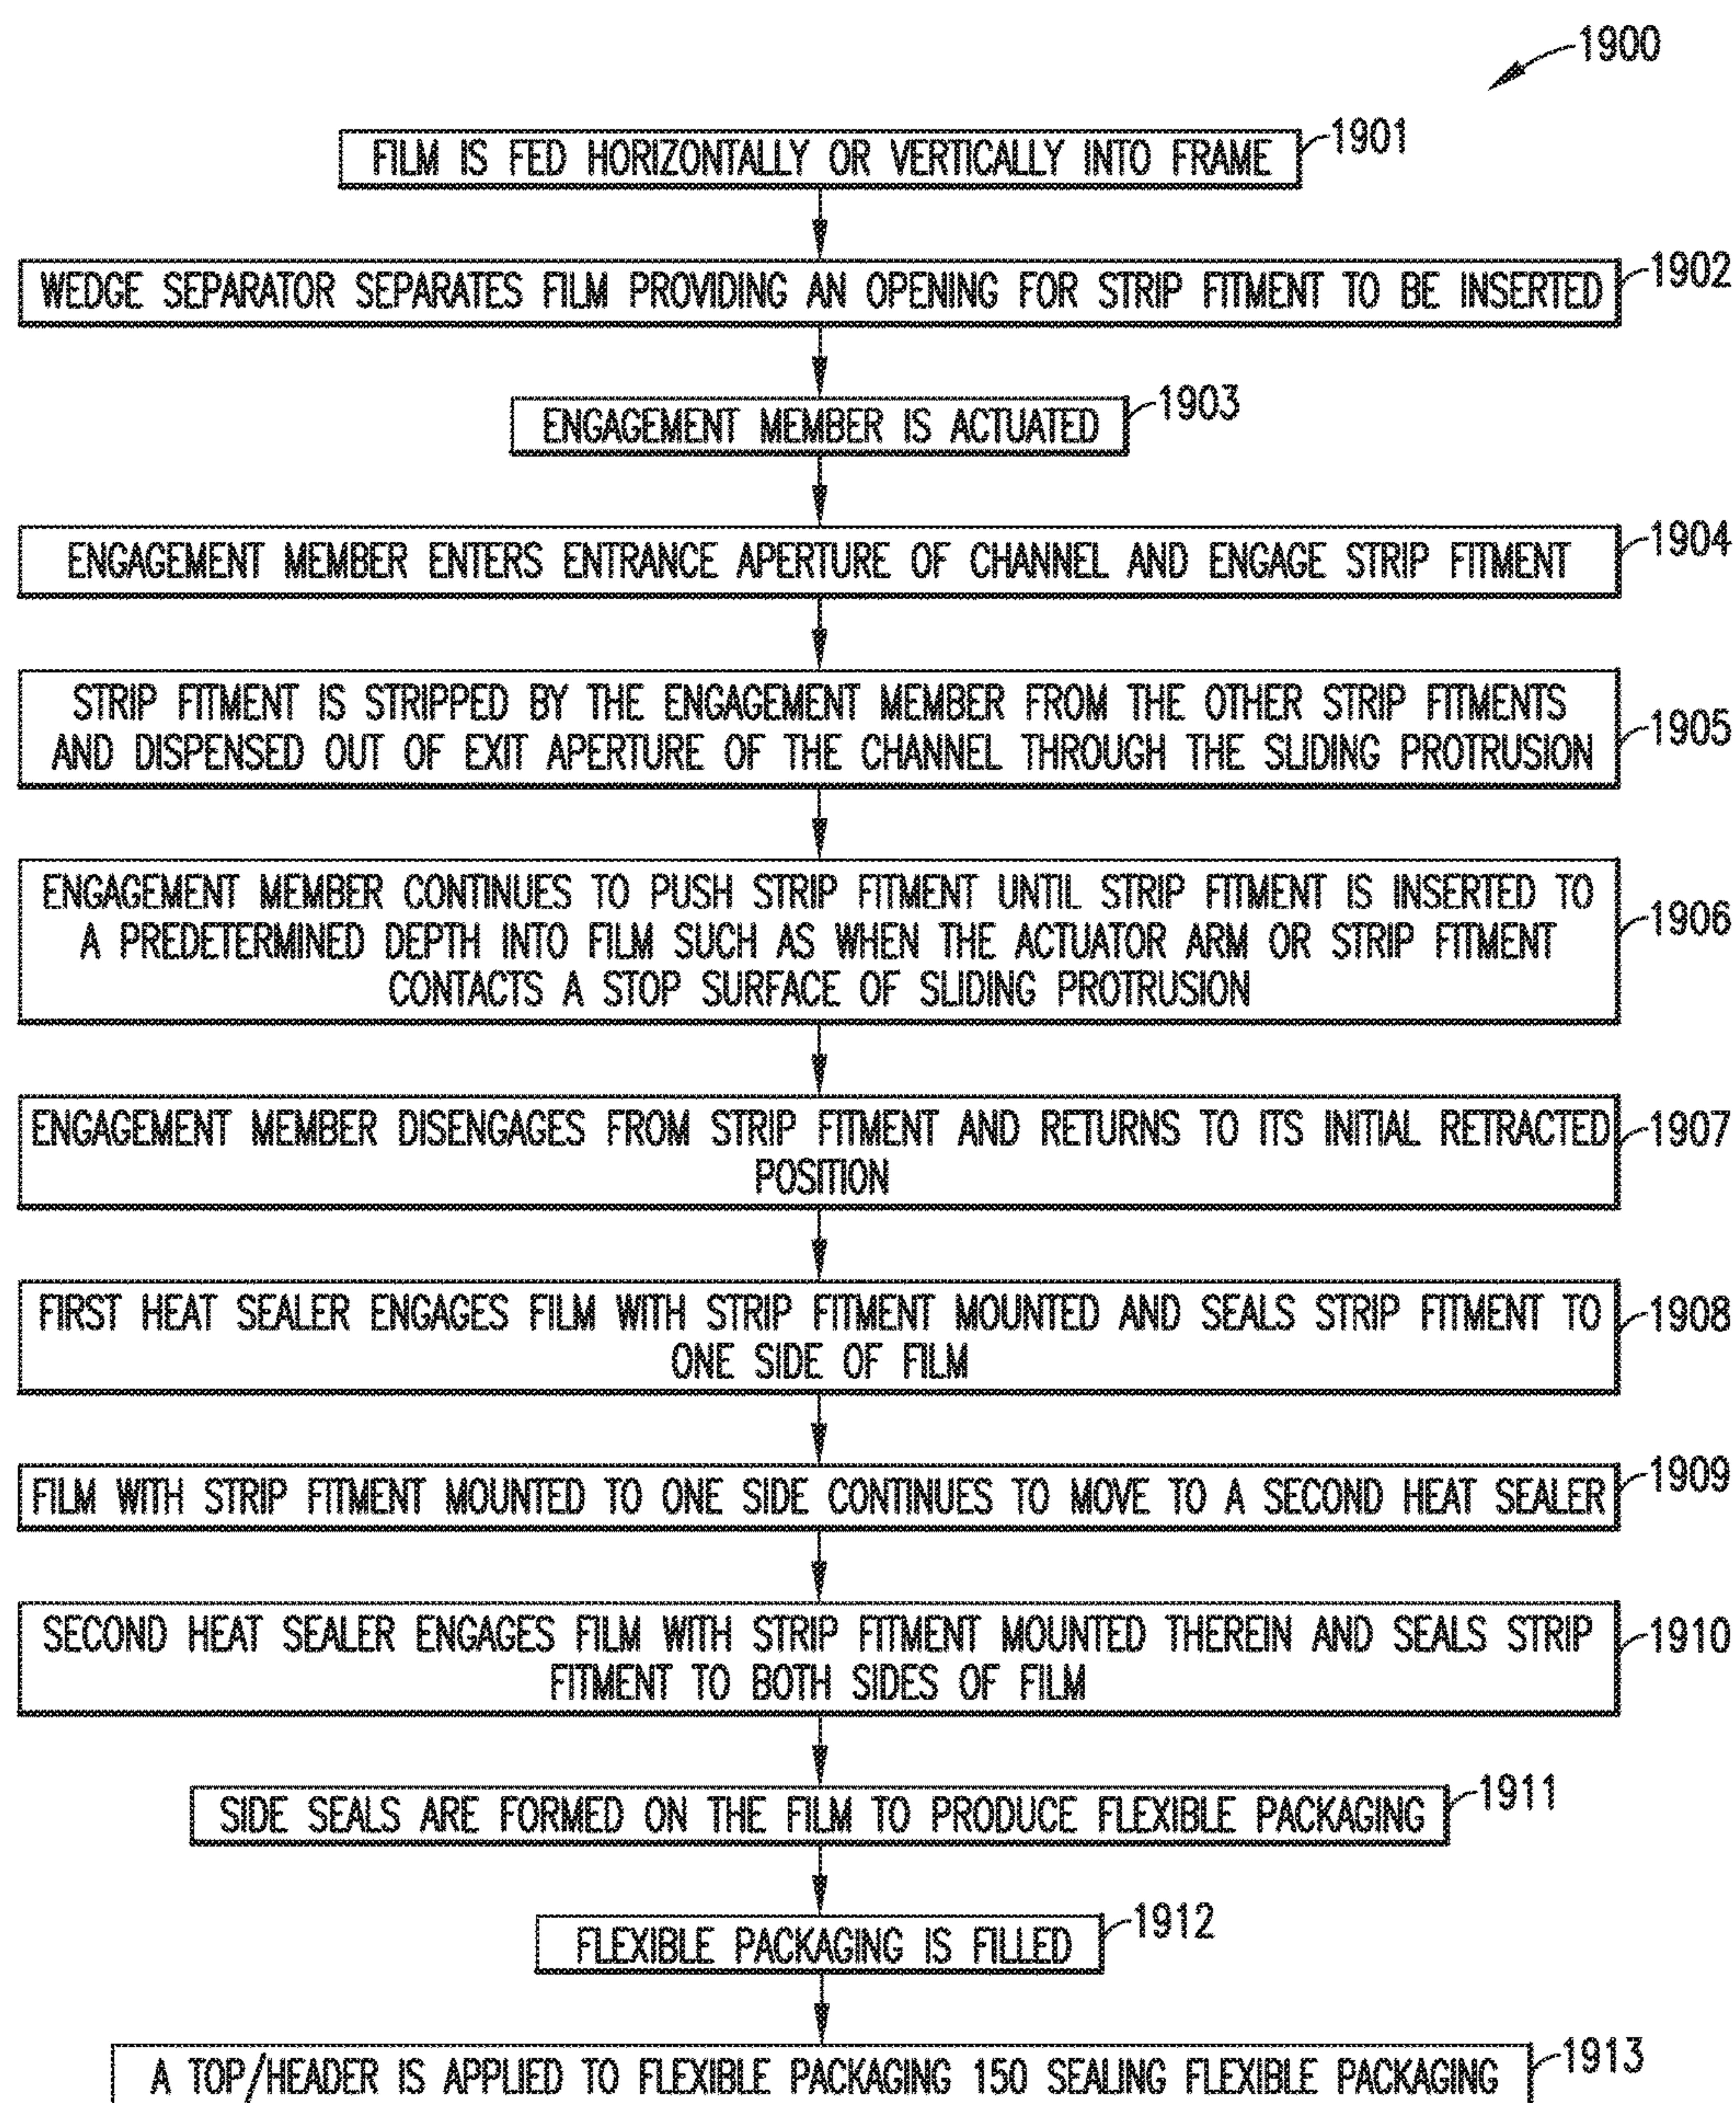 1900
FILM IS FED HORIZONTALLY OR VERTICALLY INTO FRAME
1901
WEDGE SEPARATOR SEPARATES FILM PROVIDING AN OPENING FOR STRIP FITMENT TO BE INSERTED
1902
ENGAGEMENT MEMBER IS ACTUATED
1903
ENGAGEMENT MEMBER ENTERS ENTRANCE APERTURE OF CHANNEL AND ENGAGE STRIP FITMENT
1904
STRIP FITMENT IS STRIPPED BY THE ENGAGEMENT MEMBER FROM THE OTHER STRIP FITMENTS
AND DISPENSED OUT OF EXIT APERTURE OF THE CHANNEL THROUGH THE SLIDING PROTRUSION
1905
ENGAGEMENT MEMBER CONTINUES TO PUSH STRIP FITMENT UNTIL STRIP FITMENT IS INSERTED TO
A PREDETERMINED DEPTH INTO FILM SUCH AS WHEN THE ACTUATOR ARM OR STRIP FITMENT
CONTACTS A STOP SURFACE OF SLIDING PROTRUSION
1906
ENGAGEMENT MEMBER DISENGAGES FROM STRIP FITMENT AND RETURNS TO ITS INITIAL RETRACTED
POSITION
1907
FIRST HEAT SEALER ENGAGES FILM WITH STRIP FITMENT MOUNTED AND SEALS STRIP FITMENT TO
ONE SIDE OF FILM
1908
FILM WITH STRIP FITMENT MOUNTED TO ONE SIDE CONTINUES TO MOVE TO A SECOND HEAT SEALER
1909
SECOND HEAT SEALER ENGAGES FILM WITH STRIP FITMENT MOUNTED THEREIN AND SEALS STRIP
FITMENT TO BOTH SIDES OF FILM
1910
SIDE SEALS ARE FORMED ON THE FILM TO PRODUCE FLEXIBLE PACKAGING
1911
FLEXIBLE PACKAGING IS FILLED
1912
A TOP/HEADER IS APPLIED TO FLEXIBLE PACKAGING 150 SEALING FLEXIBLE PACKAGING
1913